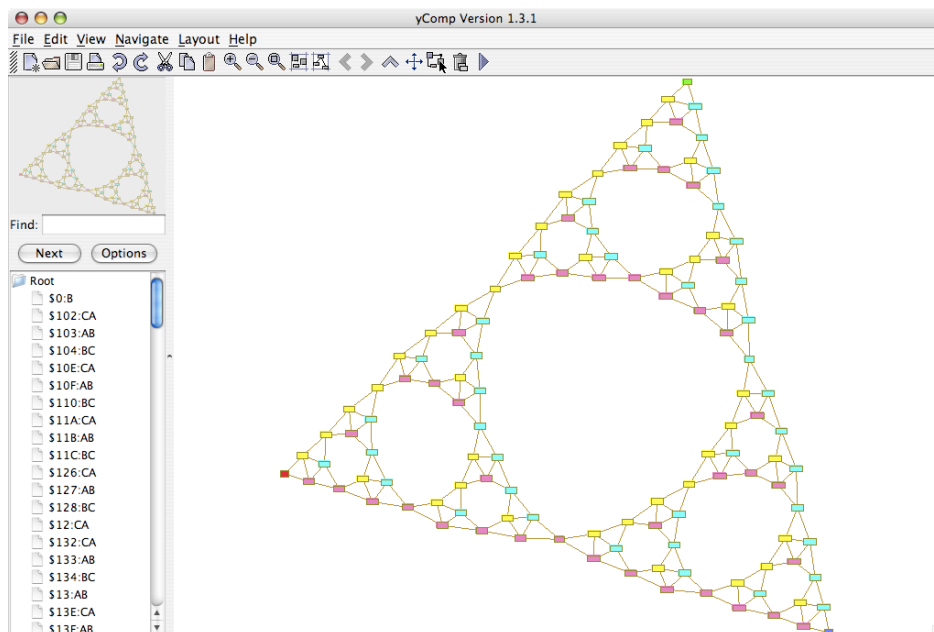 yComp Version 1.3.1
File Edit View Navigate Layout Help
Find:
Next Options
Root
$0:B
$102:CA
$103:AB
$104:BC
$10E:CA
$10F:AB
$110:BC
$11A:CA
$11B:AB
$11C:BC
$126:CA
$127:AB
$128:BC
$12:CA
$132:CA
$133:AB
$134:BC
$13:AB
$13E:CA
$13F:AB